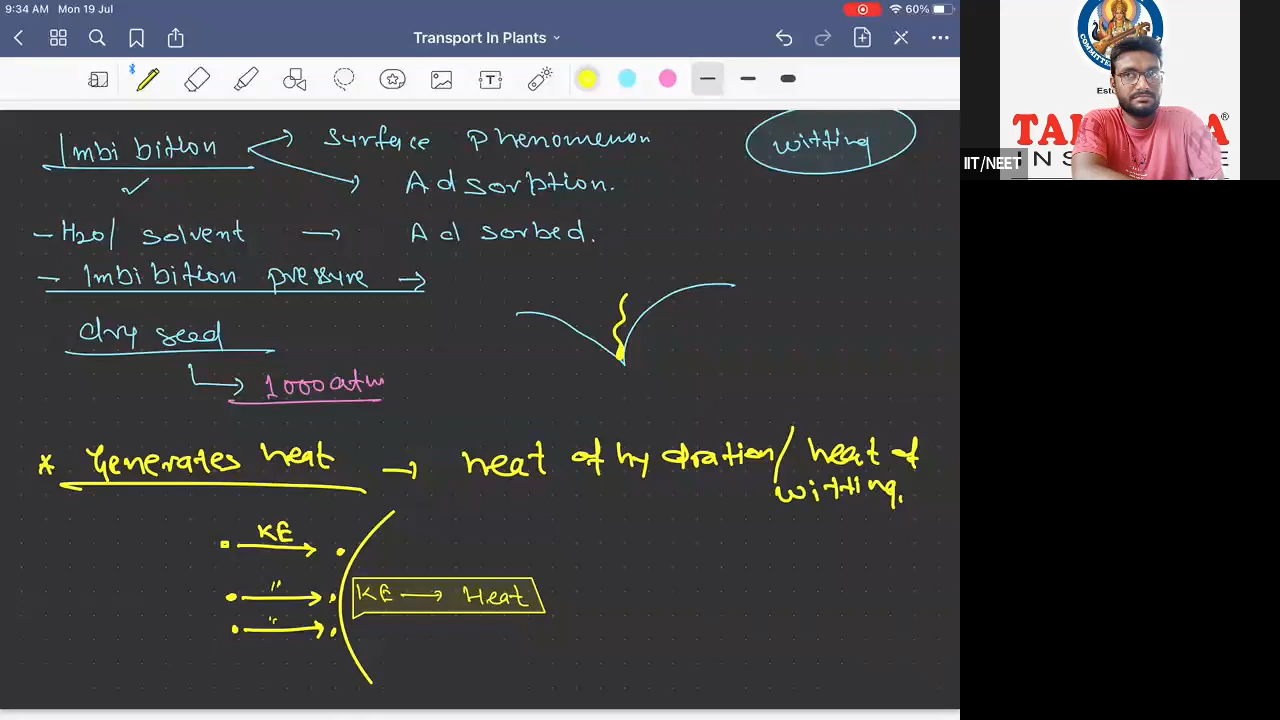 9:34 AM Mon 19 Jul
60%
Transport In Plants
Imbibition → Surface Phenomenon
→ Adsorption.
witting
- H2O/ solvent → Adsorbed.
- Imbibition pressure →
dry seed
→ 1000 atm
* Generates heat → heat of hydration/ heat of
witting.
KE
"
"
KE → Heat
Est
IIT/NEET